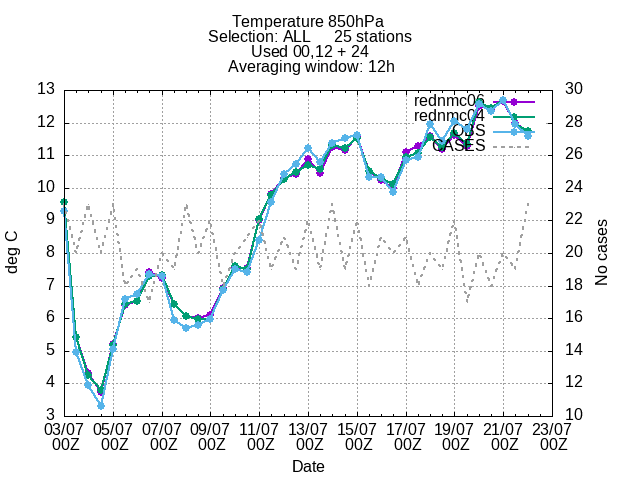 Temperature 850hPa
Selection: ALL 25 stations
Used 00,12 + 24
Averaging window: 12h
13 30
rednmc06
12 28
rednmc04
OBS
11 26
CASES
10 24
9 22
8 20
7 18
6 16
5 14
4 12
3 10
deg C
No cases
03/07 05/07 07/07 09/07 11/07 13/07 15/07 17/07 19/07 21/07 23/07
00Z 00Z 00Z 00Z 00Z 00Z 00Z 00Z 00Z 00Z 00Z
Date